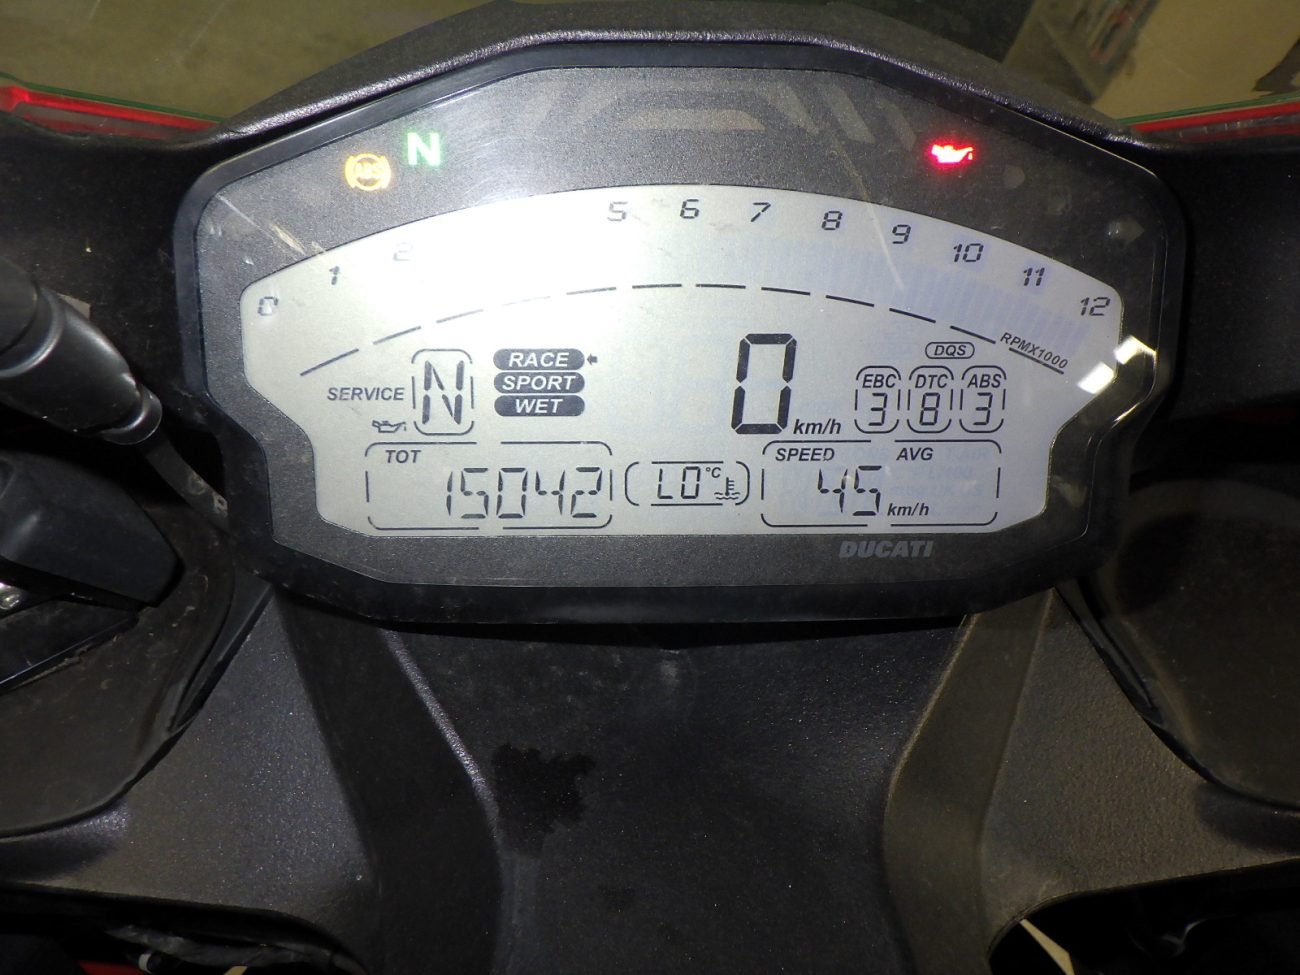 ABS N
0 1 2 5 6 7 8 9 10 11 12
RPMX1000
SERVICE N
RACE
SPORT
WET
0 km/h
DQS
EBC DTC ABS
3 8 3
TOT
15042
LO °C
SPEED AVG
45 km/h
DUCATI